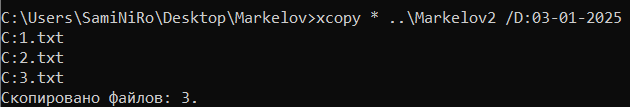 C:\Users\SamiNiRo\Desktop\Markelov>xcopy * ..\Markelov2 /D:03-01-2025
C:1.txt
C:2.txt
C:3.txt
Скопировано файлов: 3.